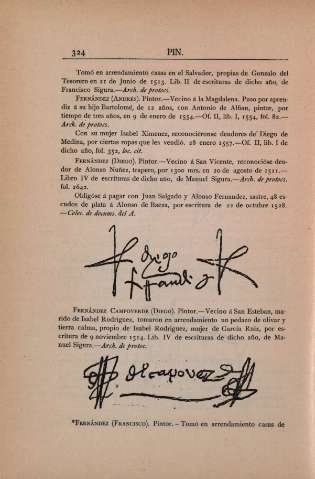 324 PIN.
Tomó en arrendamiento casas en el Salvador, propias de Gonzalo del
Tesorero en 21 de Junio de 1513. Lib. II de escrituras de dicho año, de
Francisco Sigura.—Arch. de protocs.
FERNÁNDEZ (ANDRES). Pintor.—Vecino á la Magdalena. Puso por apren-
diz á su hijo Bartolomé, de 12 años, con Antonio de Alfian, pintor, por
tiempo de tres años, en 9 de enero de 1554.—Of. II, lib. I, 1554, fol. 82.—
Arch. de protocs.
Con su mujer Isabel Ximenez, reconociéronse deudores de Diego de
Medina, por ciertas ropas que les vendió. 28 enero 1557.—Of. II, lib. I de
dicho año, fol. 352, loc. cit.
FERNÁNDEZ (DIEGO). Pintor.—Vecino á San Vicente, reconocióse deu-
dor de Alonso Nuñez, trapero, por 1300 mrs. en 20 de agosto de 1511.—
Libro IV de escrituras de dicho año, de Manuel Sigura.—Arch. de protocs.
fol. 2642.
Obligóse á pagar con Juan Salgado y Alonso Fernandez, sastre, 48 es-
cudos de plata á Alonso de Baeza, por escritura de 22 de octubre 1528.
—Colec. de docums. del A.
diego
FERNÁNDEZ CAMPOVERDE (DIEGO). Pintor.—Vecino á San Esteban, ma-
rido de Isabel Rodriguez, tomaron en arrendamiento un pedazo de olivar y
tierra calma, propio de Isabel Rodriguez, mujer de García Ruiz, por es-
critura de 9 noviembre 1514. Lib. IV de escrituras de dicho año, de Ma-
nuel Sigura.—Arch. de protoc.
*FERNÁNDEZ (FRANCISCO). Pintor. - Tomó en arrendamiento casas de